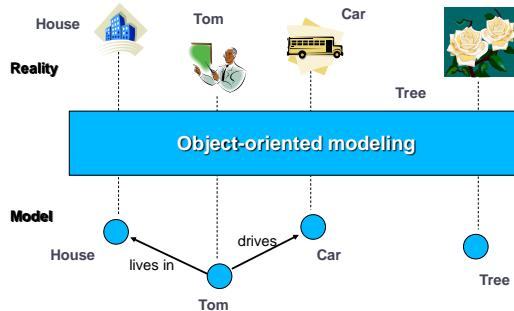 House
Tom
Car
Reality
Tree
Object-oriented modeling
Model
House
drives
Car
lives in
Tom
Tree